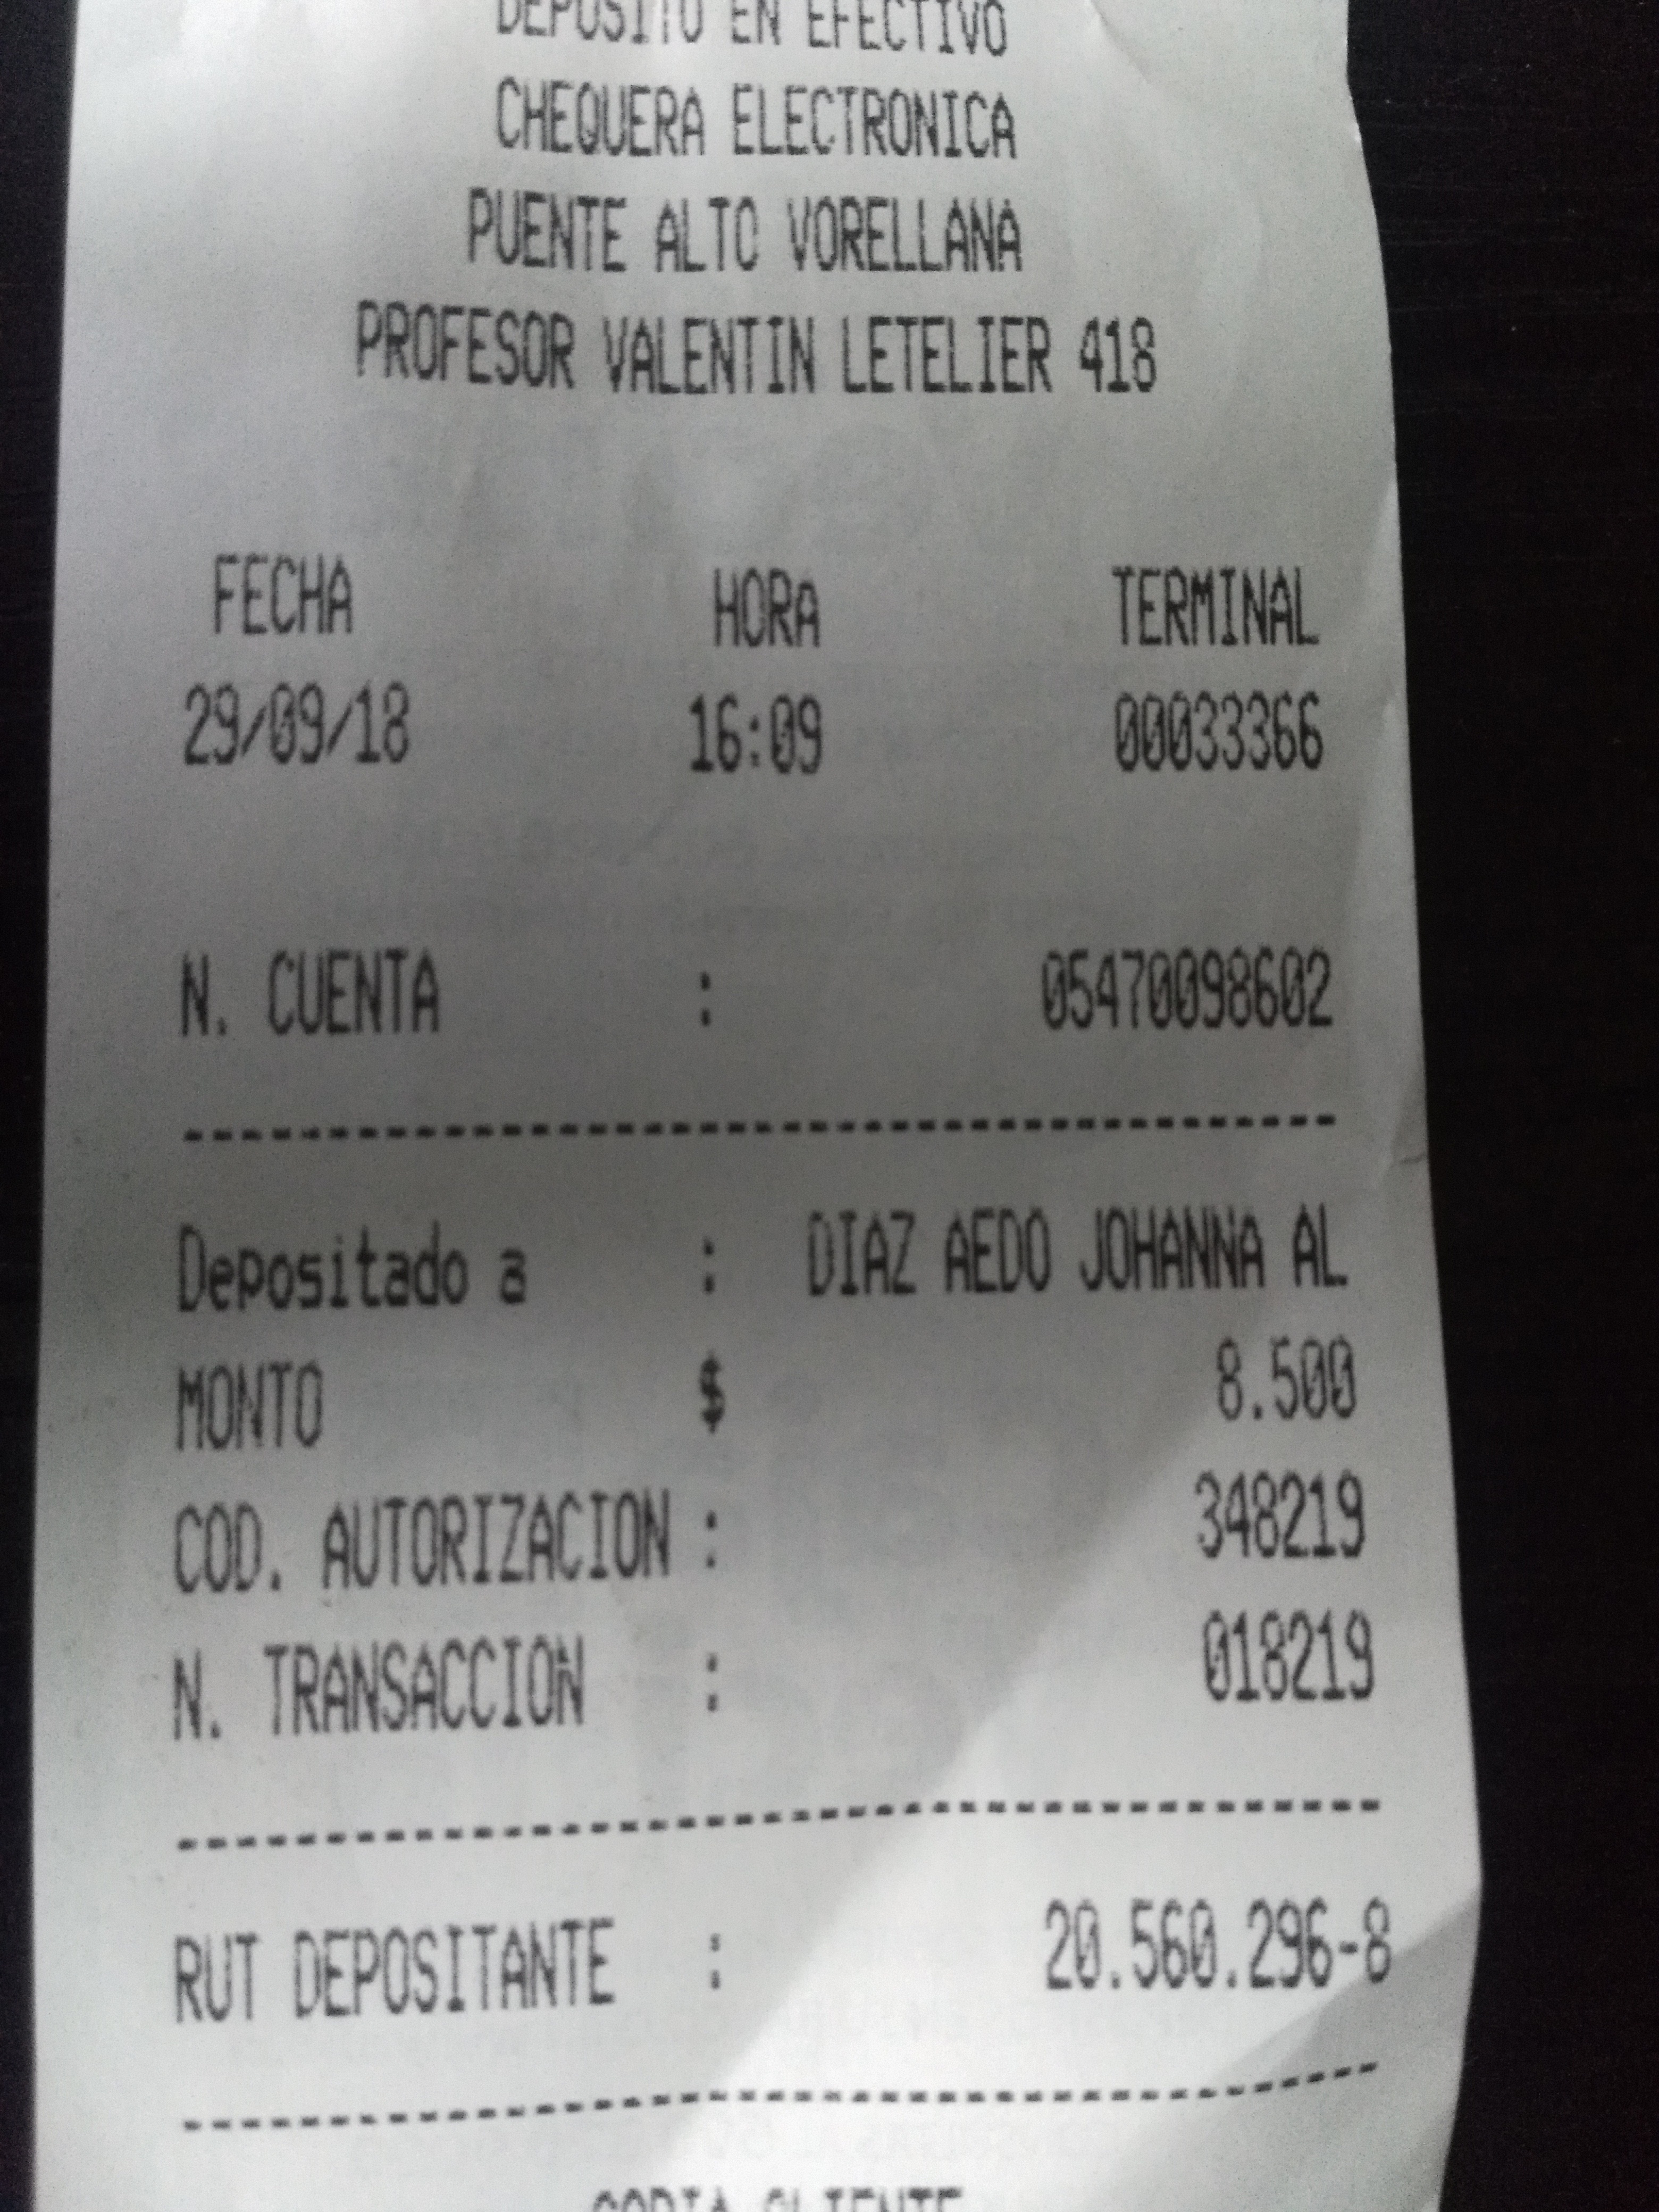 DEPOSITO EN EFECTIVO
CHEQUERA ELECTRONICA
PUENTE ALTO VORELLANA
PROFESOR VALENTIN LETELIER 418
FECHA HORA TERMINAL
29/09/18 16:09 00033366
N. CUENTA : 05470098602
----------------------------------------
Depositado a : DIAZ AEDO JOHANNA AL
MONTO $ 8.500
COD. AUTORIZACION : 348219
N. TRANSACCION : 018219
----------------------------------------
RUT DEPOSITANTE : 20.560.296-8
----------------------------------------
COPIA CLIENTE